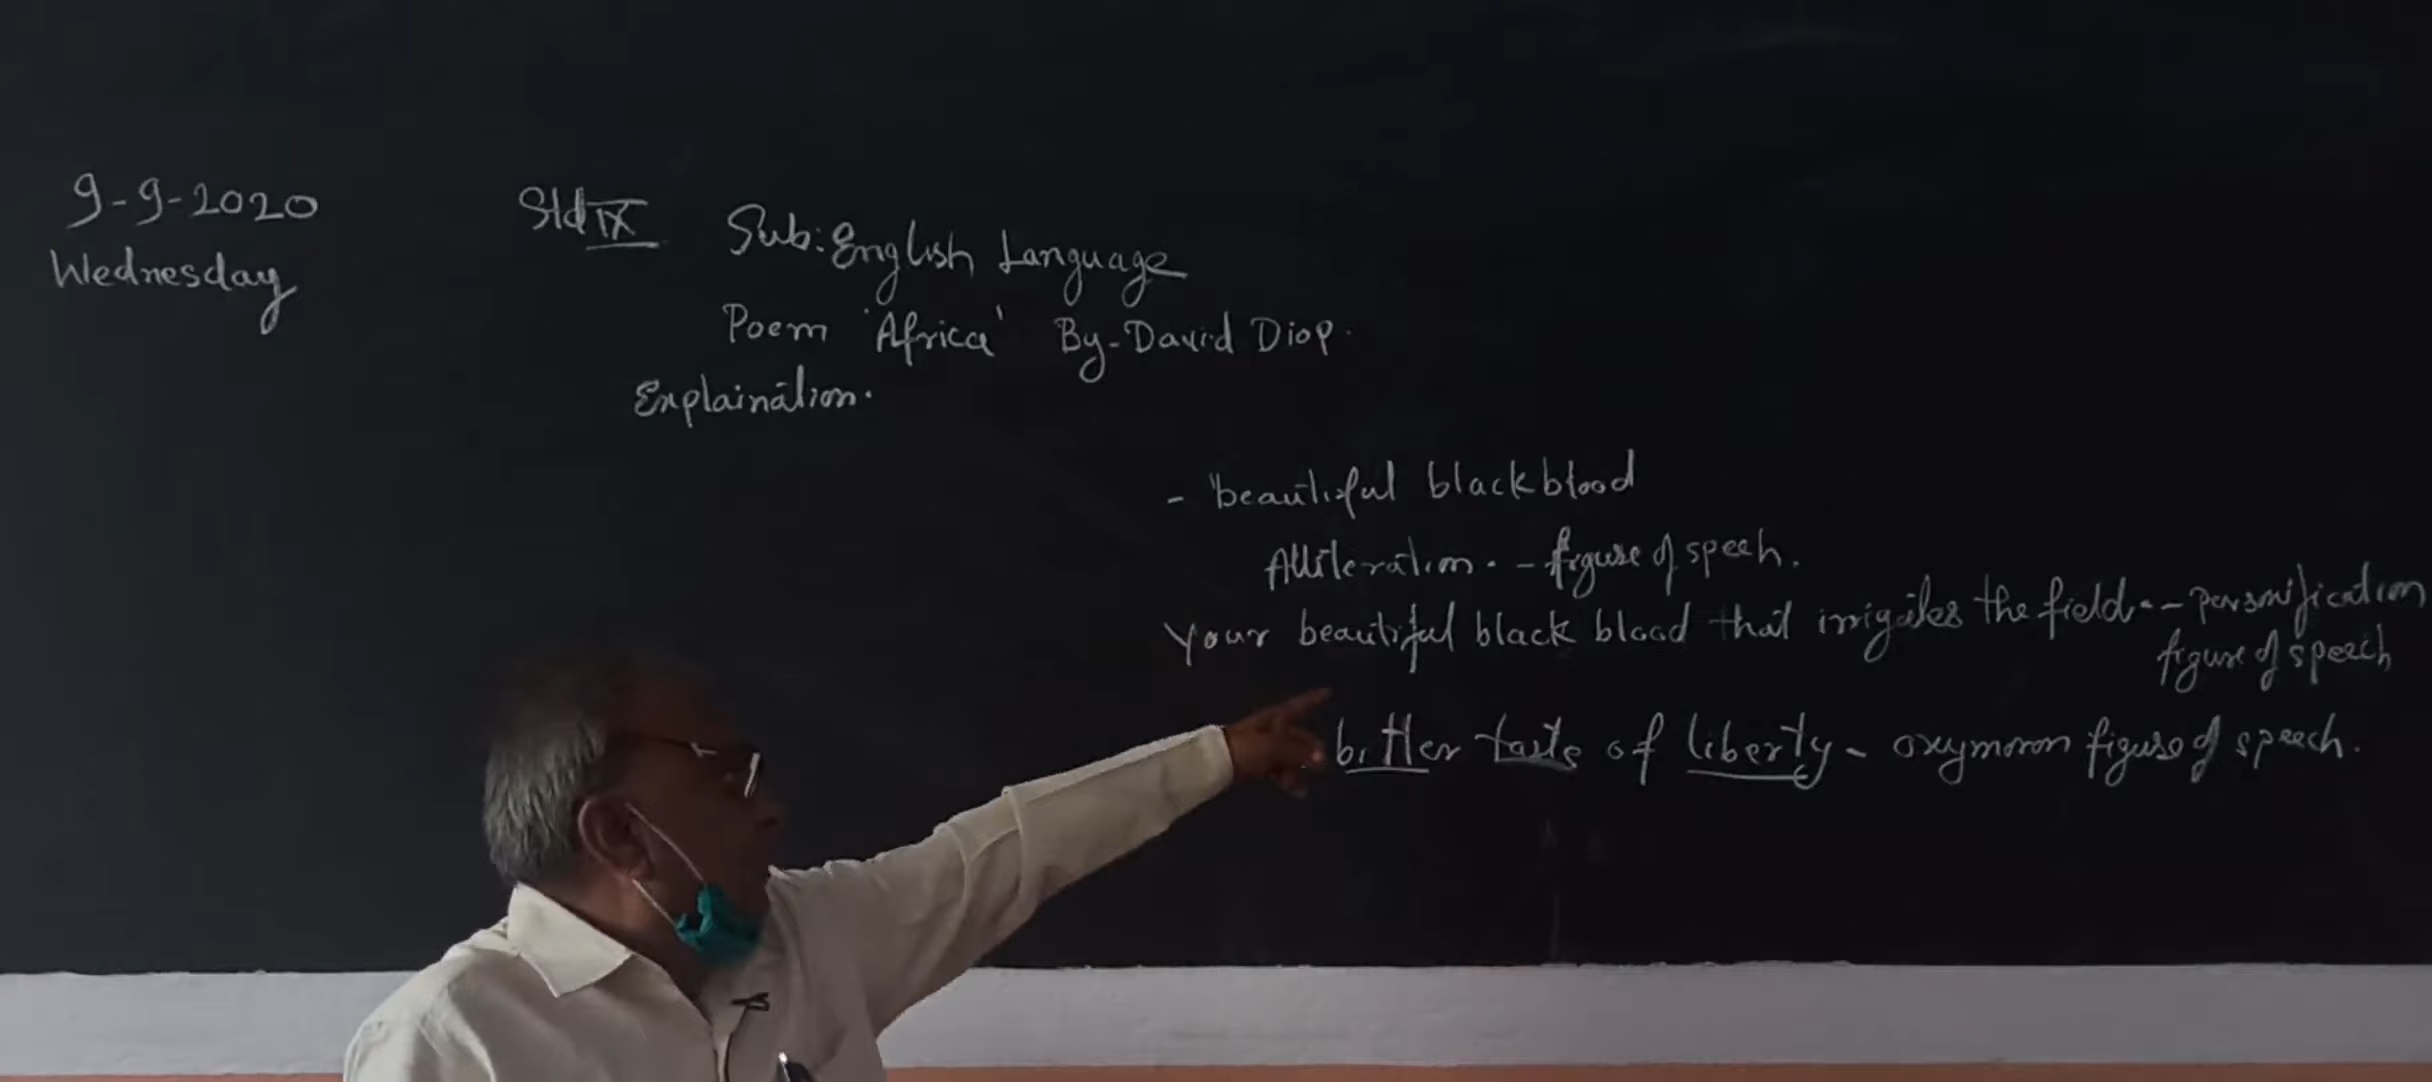 9-9-2020
Wednesday
Std IX Sub: English Language
Poem 'Africa' By- David Diop.
Explaination.
- beautiful black blood
Alliteration. - figure of speech.
Your beautiful black blood that irrigates the field. - personification
figure of speech
bitter taste of liberty - oxymoron figure of speech.